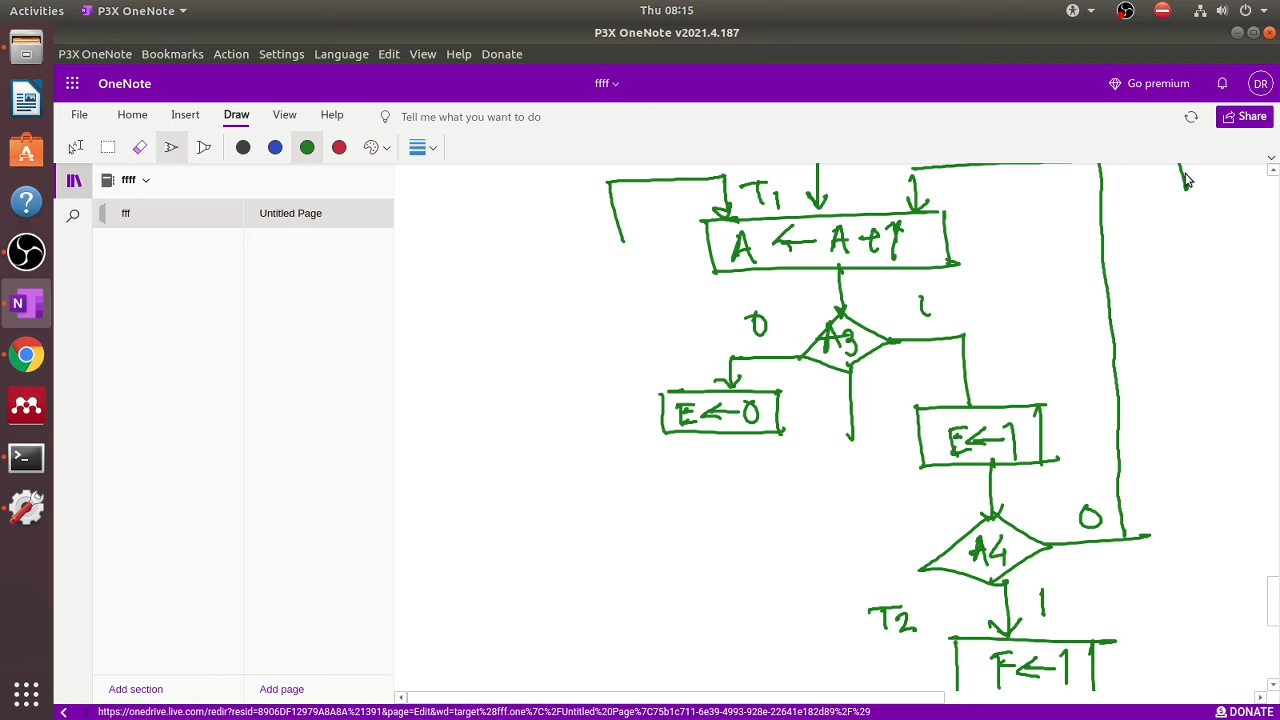 Activities P3X OneNote Thu 08:15
P3X OneNote v2021.4.187
P3X OneNote Bookmarks Action Settings Language Edit View Help Donate
OneNote ffff Go premium DR
File Home Insert Draw View Help Tell me what you want to do Share
ffff
fff Untitled Page
T1
A ← A+1
0 1
A3
E ← 0
E ← 1
0
A4
T2 1
F ← 1
Add section Add page
https://onedrive.live.com/redir?resid=8906DF12979A8A8A%21391&page=Edit&wd=target%28fff.one%7C%2FUntitled%20Page%7C75b1c711-6e39-4993-928e-22641e182d89%2F%29 DONATE